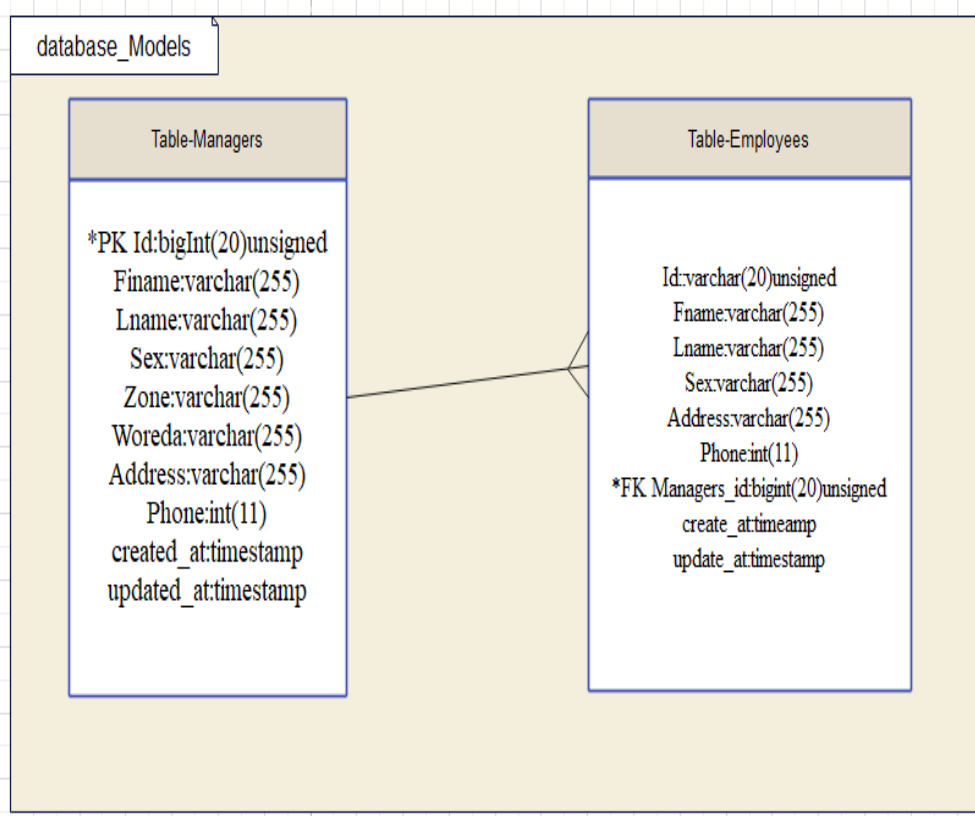 database_Models
Table-Managers
*PK Id:bigInt(20)unsigned
Finame:varchar(255)
Lname:varchar(255)
Sex:varchar(255)
Zone:varchar(255)
Woreda:varchar(255)
Address:varchar(255)
Phone:int(11)
created_at:timestamp
updated_at:timestamp
Table-Employees
Id::varchar(20)unsigned
Fname:varchar(255)
Lname:varchar(255)
Sex:varchar(255)
Address:varchar(255)
Phone:int(11)
*FK Managers_id:bigint(20)unsigned
create_at:timeamp
update_at:timestamp